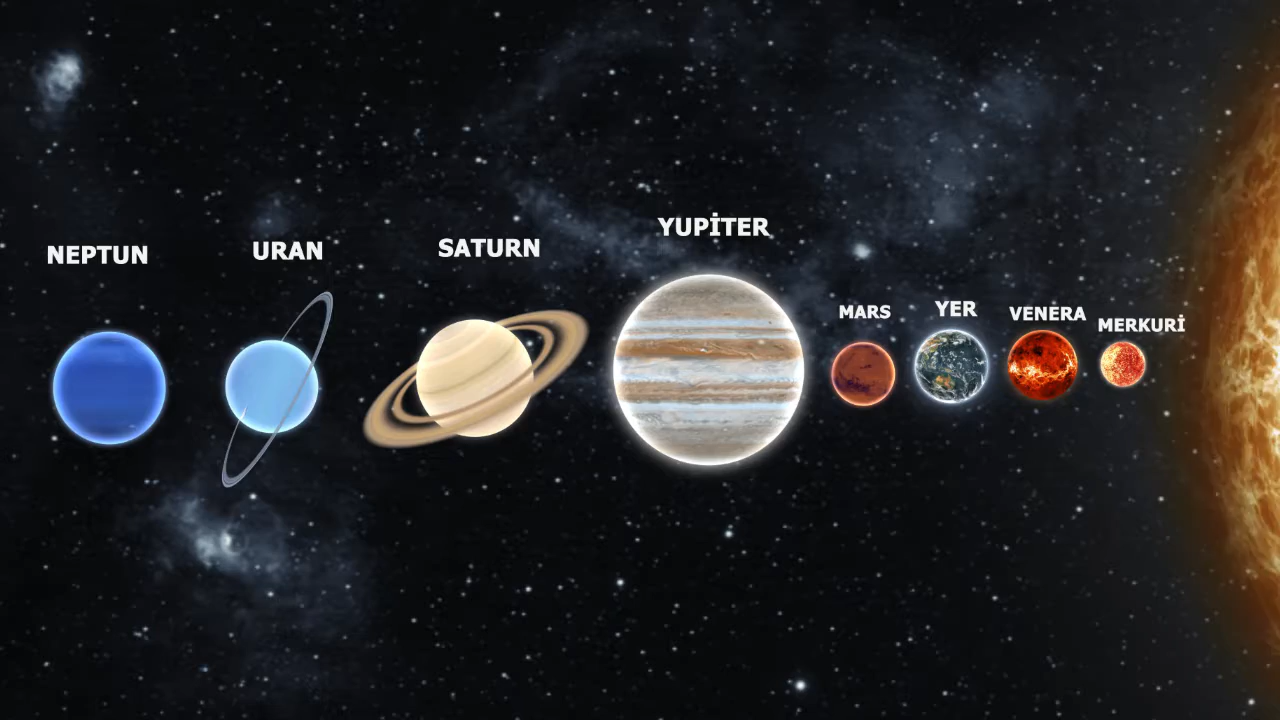 NEPTUN
URAN
SATURN
YUPİTER
MARS
YER
VENERA
MERKURİ